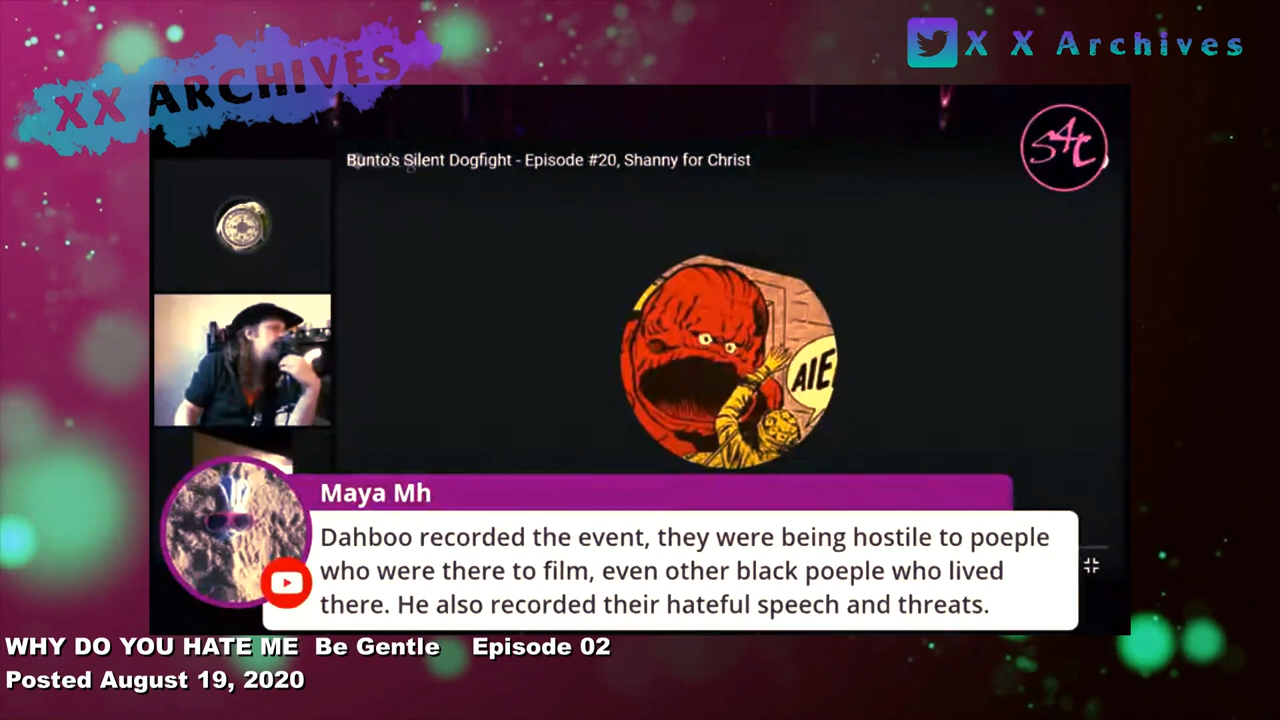 XX ARCHIVES
X X Archives
S4C
Bunto's Silent Dogfight - Episode #20, Shanny for Christ
AIE
Maya Mh
Dahboo recorded the event, they were being hostile to poeple
who were there to film, even other black poeple who lived
there. He also recorded their hateful speech and threats.
WHY DO YOU HATE ME Be Gentle Episode 02
Posted August 19, 2020